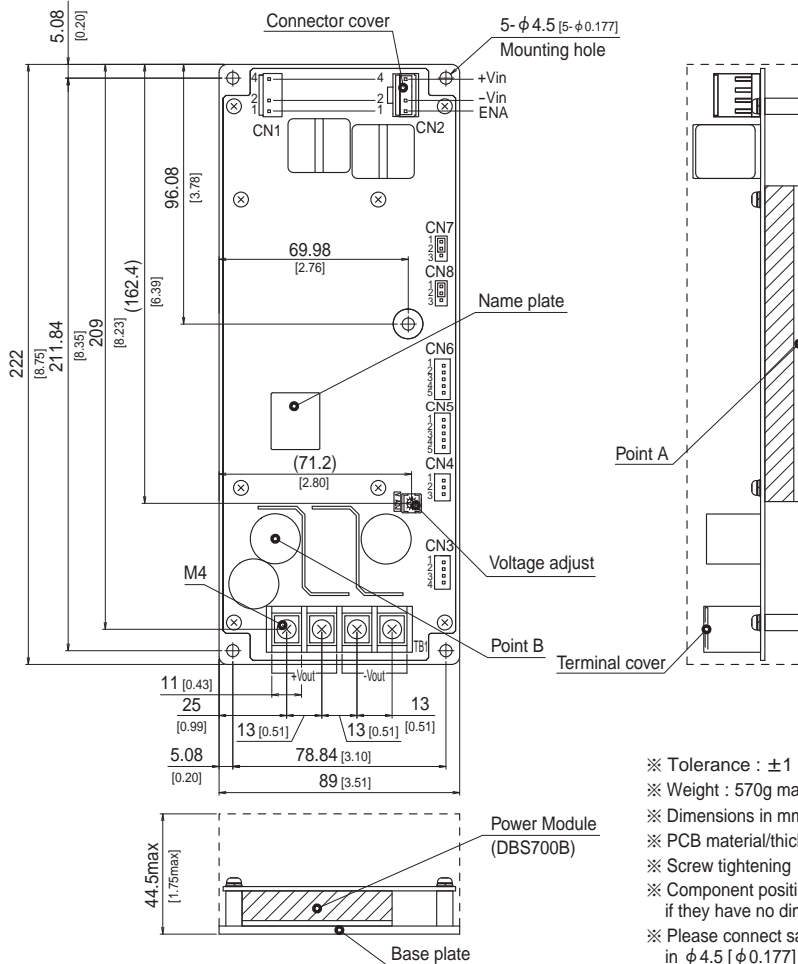 5.08
[0.20]
Connector cover
5-φ4.5 [5-φ0.177]
Mounting hole
4
2
1
CN1
4
2
1
CN2
+Vin
−Vin
ENA
96.08
[3.78]
69.98
[2.76]
(162.4)
[6.39]
209
[8.23]
211.84
[8.35]
222
[8.75]
CN7
1
2
3
CN8
1
2
3
Name plate
CN6
1
2
3
4
5
CN5
1
2
3
4
5
(71.2)
[2.80]
CN4
1
2
3
Point A
Voltage adjust
CN3
1
2
3
4
M4
Point B
TB1
Terminal cover
+Vout
-Vout
11 [0.43]
25
[0.99]
13 [0.51]
13 [0.51]
13
[0.51]
5.08
[0.20]
78.84 [3.10]
89 [3.51]
44.5max
[1.75max]
Power Module
(DBS700B)
Base plate
※ Tolerance : ±1
※ Weight : 570g ma
※ Dimensions in mm
※ PCB material/thick
※ Screw tightening
※ Component positi
if they have no din
※ Please connect sa
in φ4.5 [φ0.177]